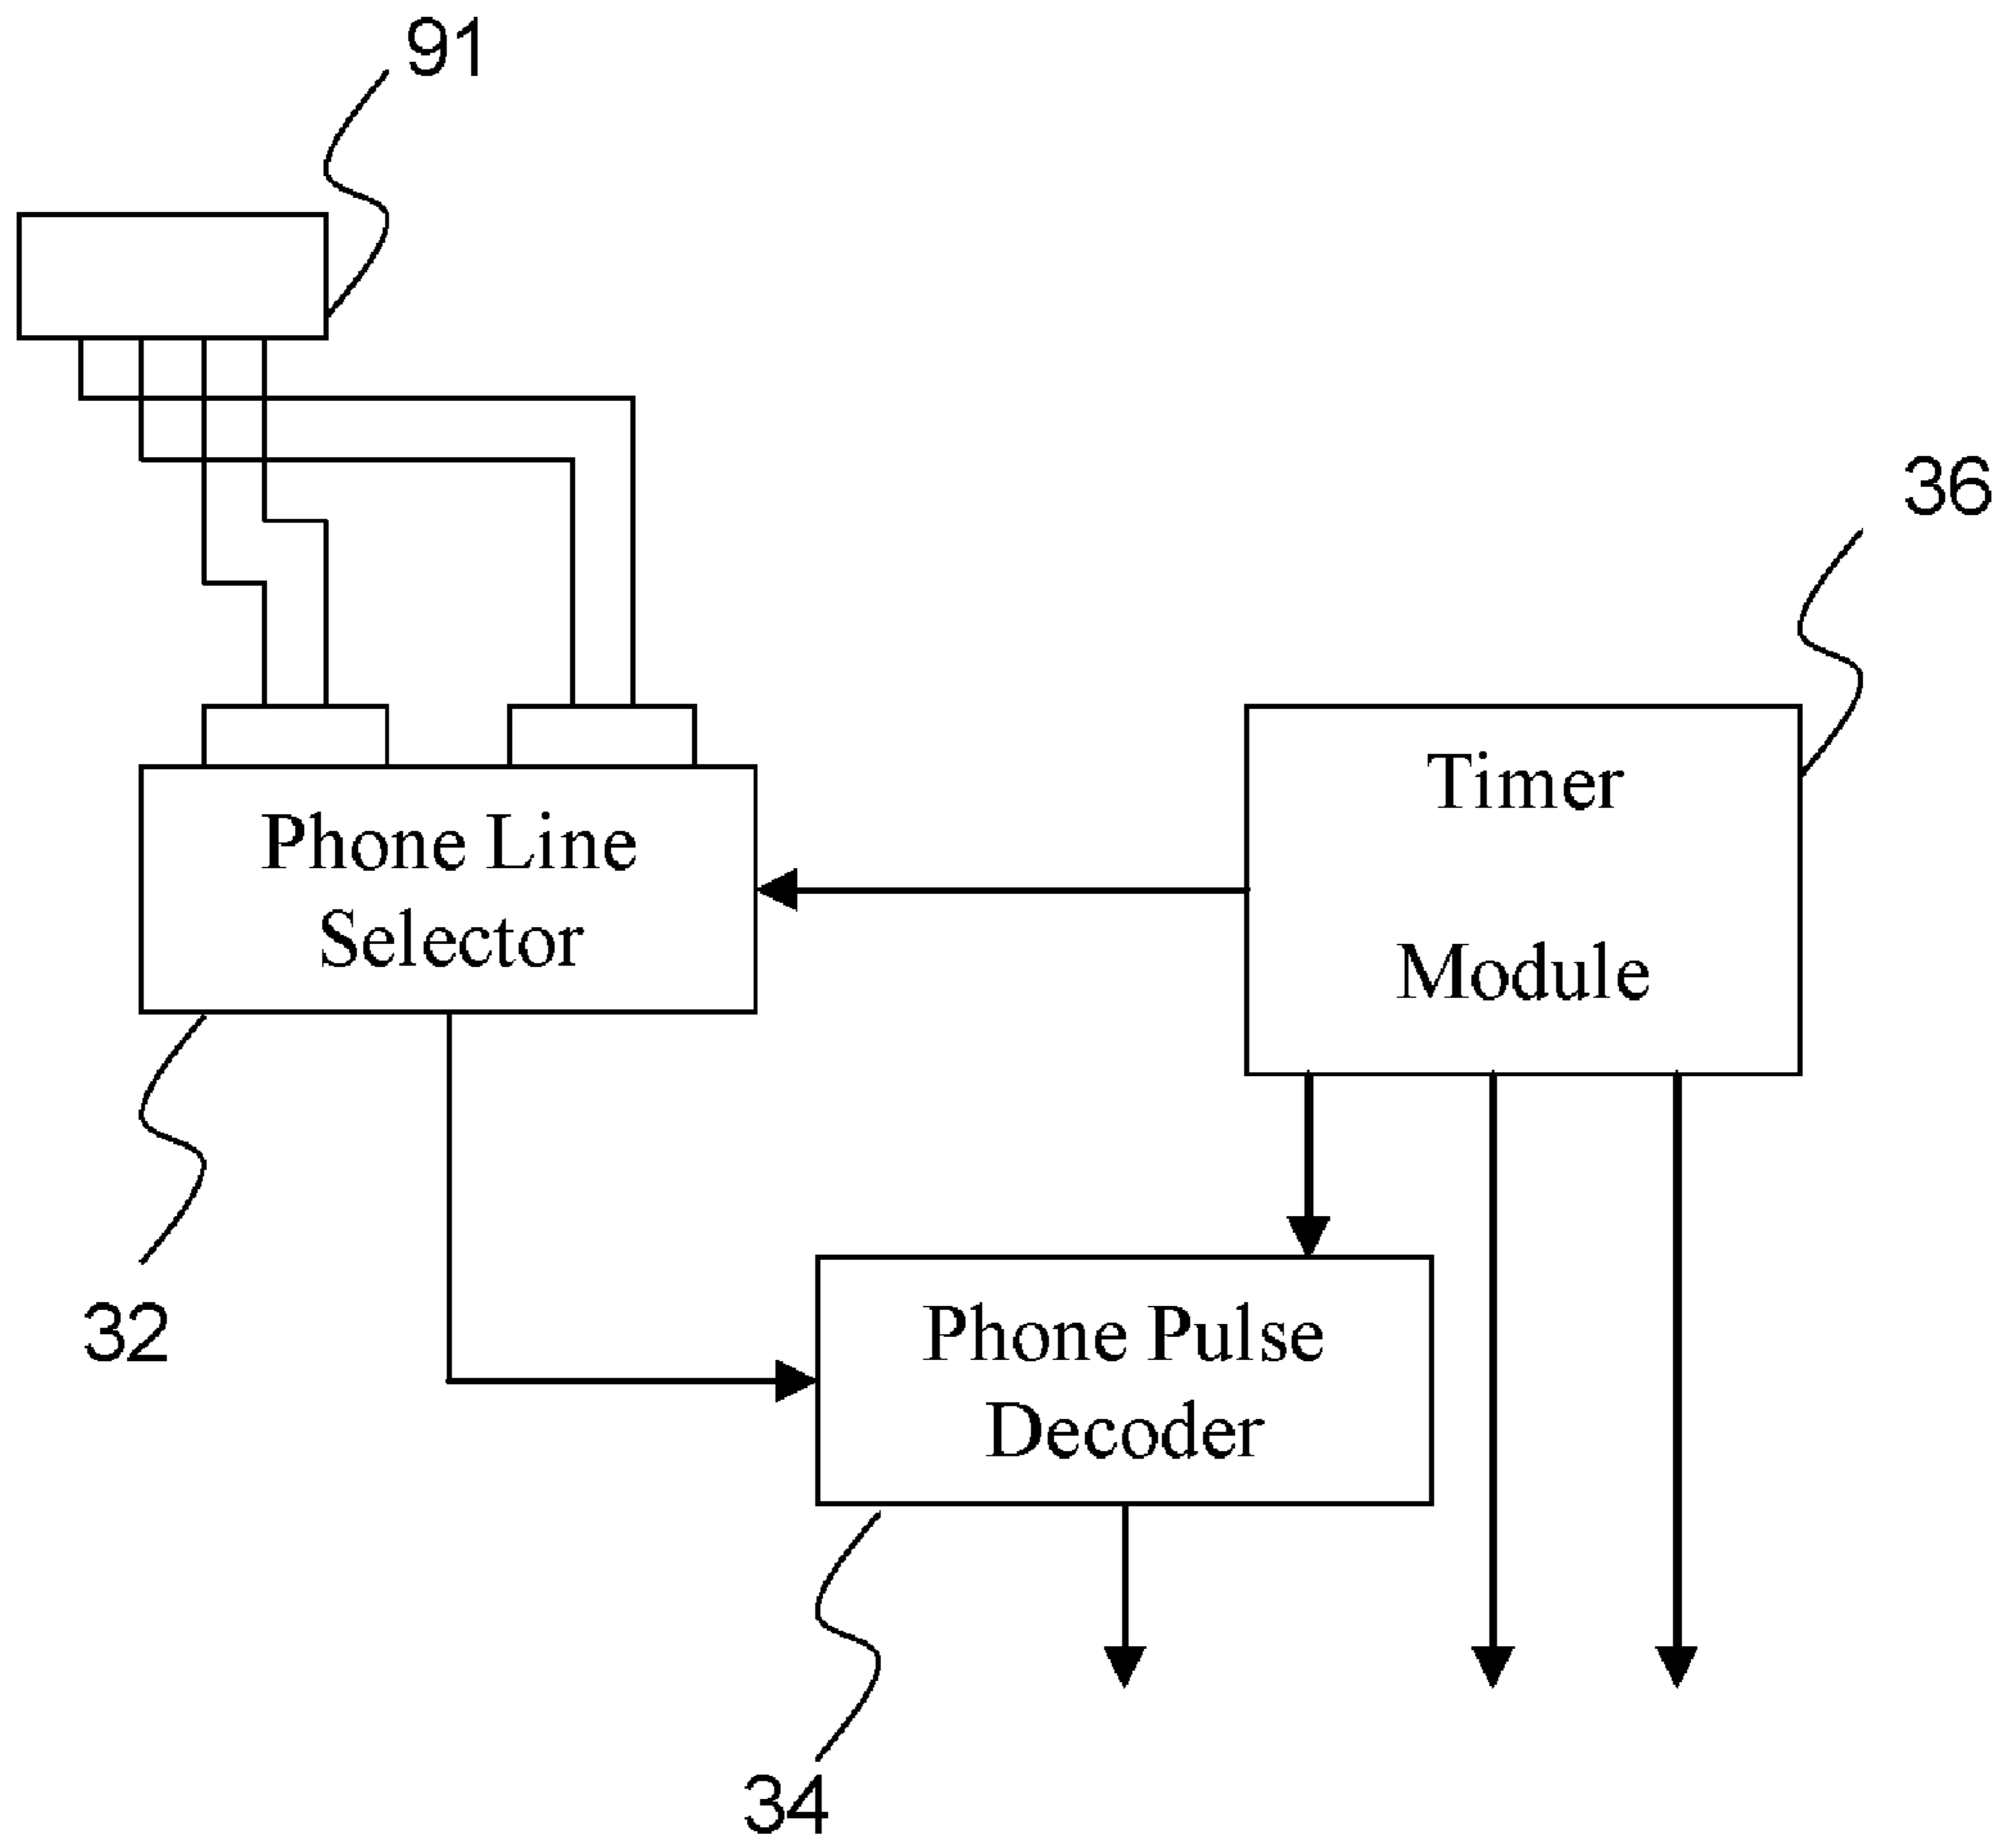 91
36
Timer
Module
Phone Line
Selector
32
Phone Pulse
Decoder
34